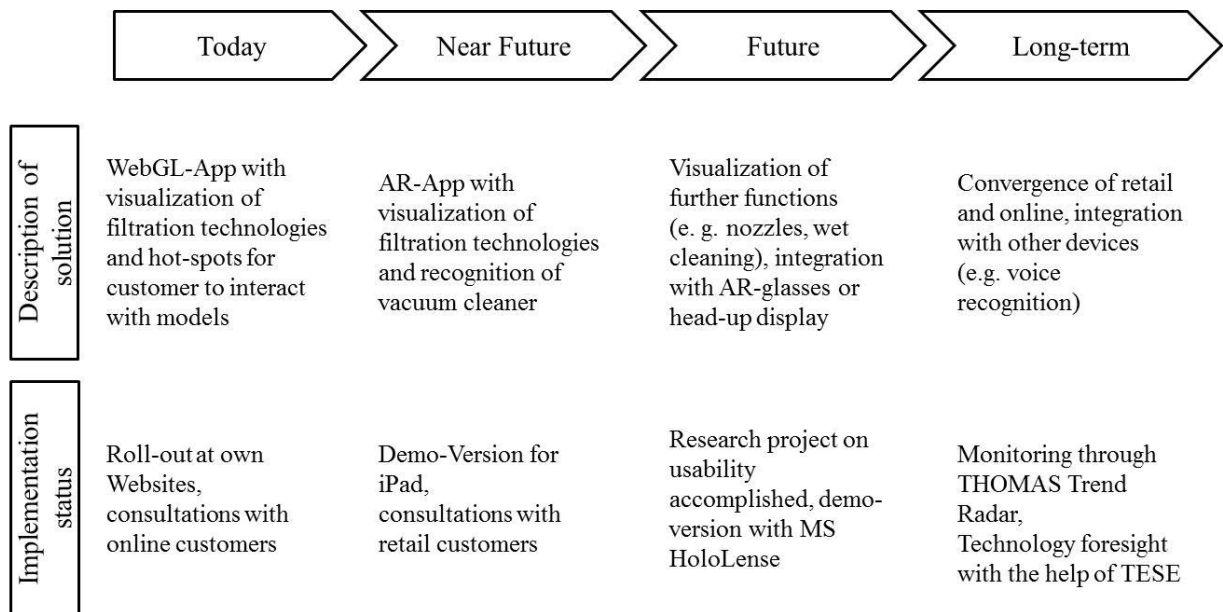 Today
Near Future
Future
Long-term
Description of
solution
WebGL-App with
visualization of
filtration technologies
and hot-spots for
customer to interact
with models
AR-App with
visualization of
filtration technologies
and recognition of
vacuum cleaner
Visualization of
further functions
(e. g. nozzles, wet
cleaning), integration
with AR-glasses or
head-up display
Convergence of retail
and online, integration
with other devices
(e.g. voice
recognition)
Implementation
status
Roll-out at own
Websites,
consultations with
online customers
Demo-Version for
iPad,
consultations with
retail customers
Research project on
usability
accomplished, demo-
version with MS
HoloLense
Monitoring through
THOMAS Trend
Radar,
Technology foresight
with the help of TESE